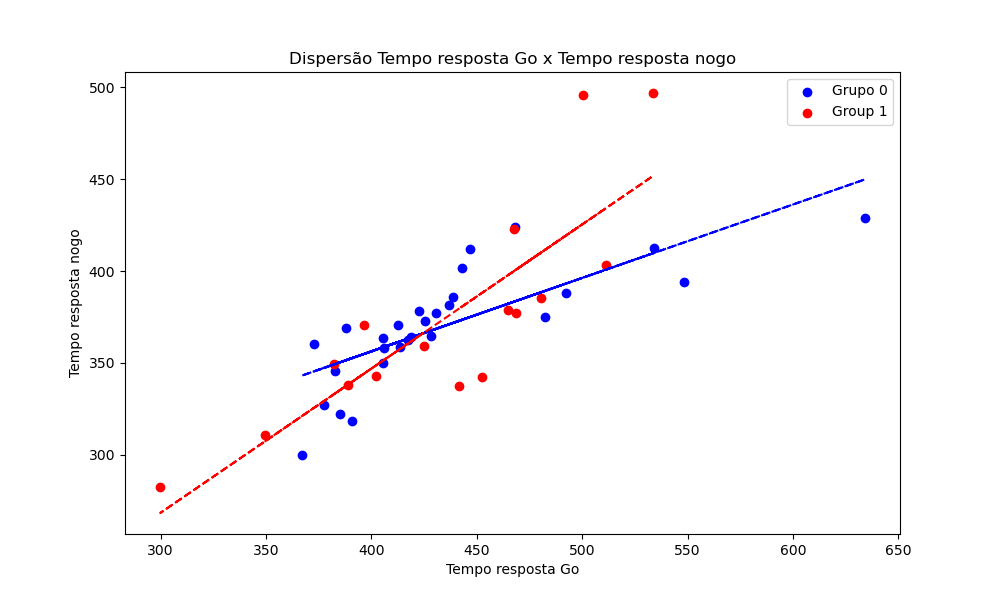 Dispersão Tempo resposta Go x Tempo resposta nogo
Grupo 0
Group 1
500
450
400
350
300
Tempo resposta nogo
300
350
400
450
500
550
600
650
Tempo resposta Go